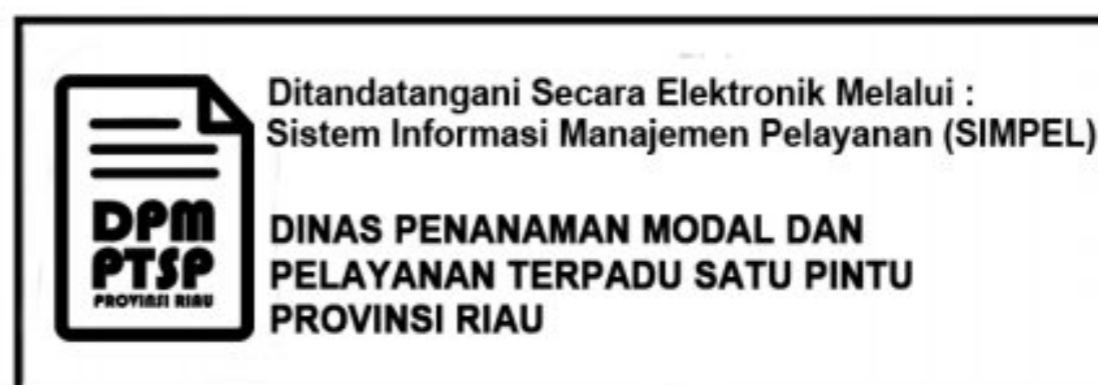 Ditandatangani Secara Elektronik Melalui :
Sistem Informasi Manajemen Pelayanan (SIMPEL)
DPM
PTSP
PROVINSI RIAU
DINAS PENANAMAN MODAL DAN
PELAYANAN TERPADU SATU PINTU
PROVINSI RIAU